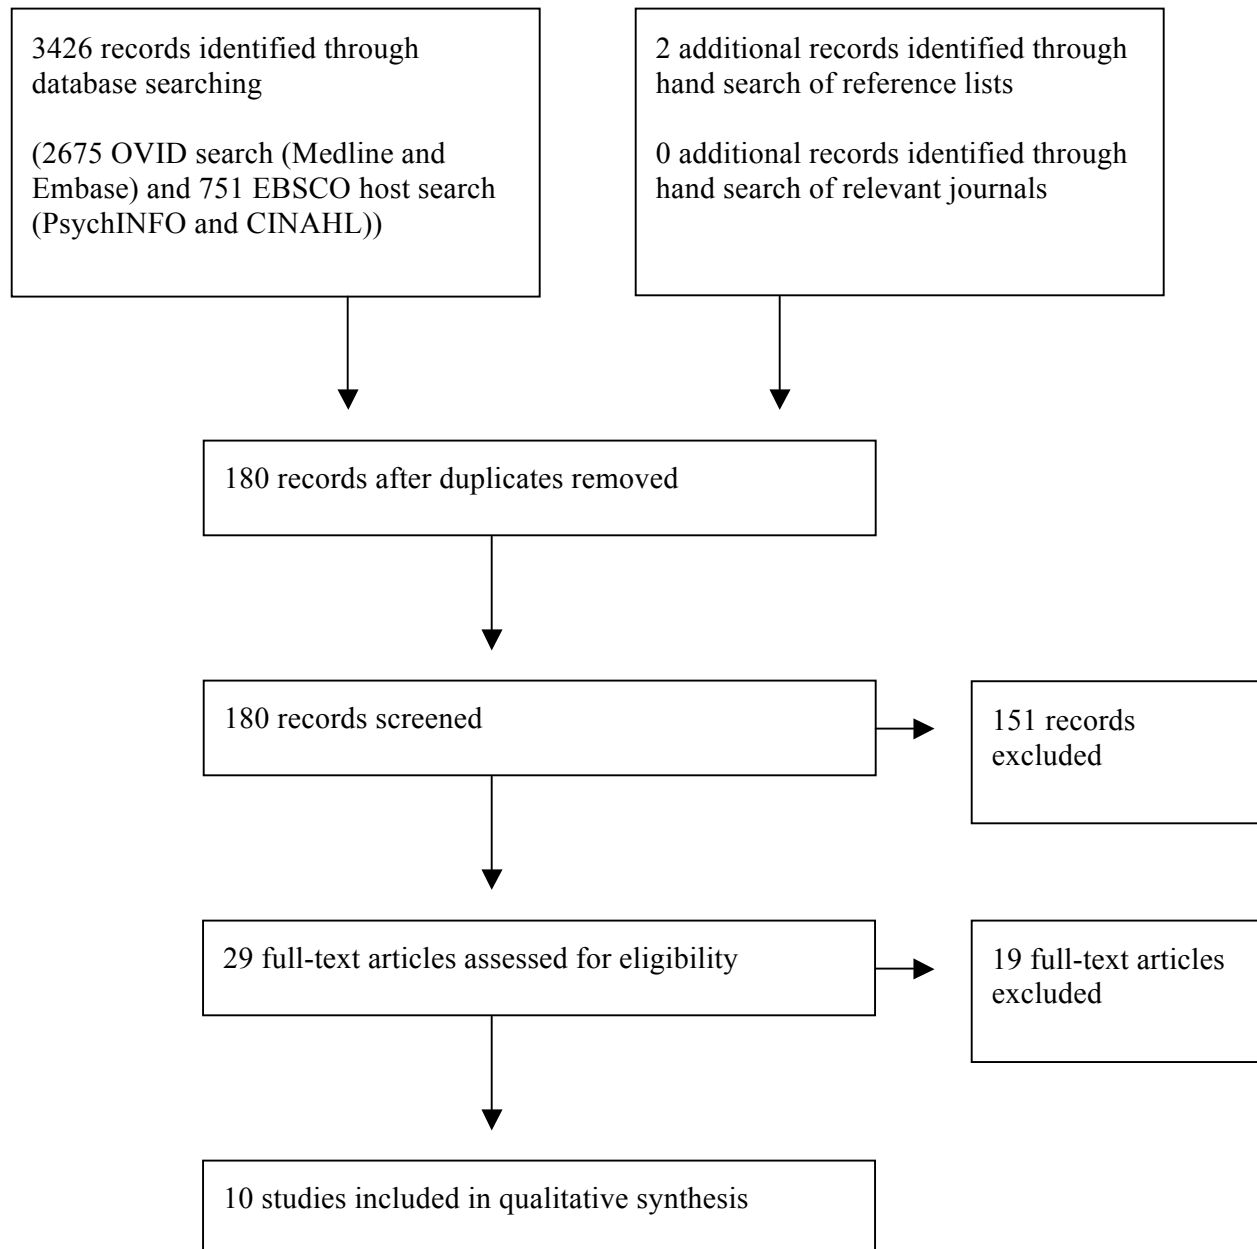 3426 records identified through
database searching
(2675 OVID search (Medline and
Embase) and 751 EBSCO host search
(PsychINFO and CINAHL))
2 additional records identified through
hand search of reference lists
0 additional records identified through
hand search of relevant journals
180 records after duplicates removed
180 records screened
151 records
excluded
29 full-text articles assessed for eligibility
19 full-text articles
excluded
10 studies included in qualitative synthesis